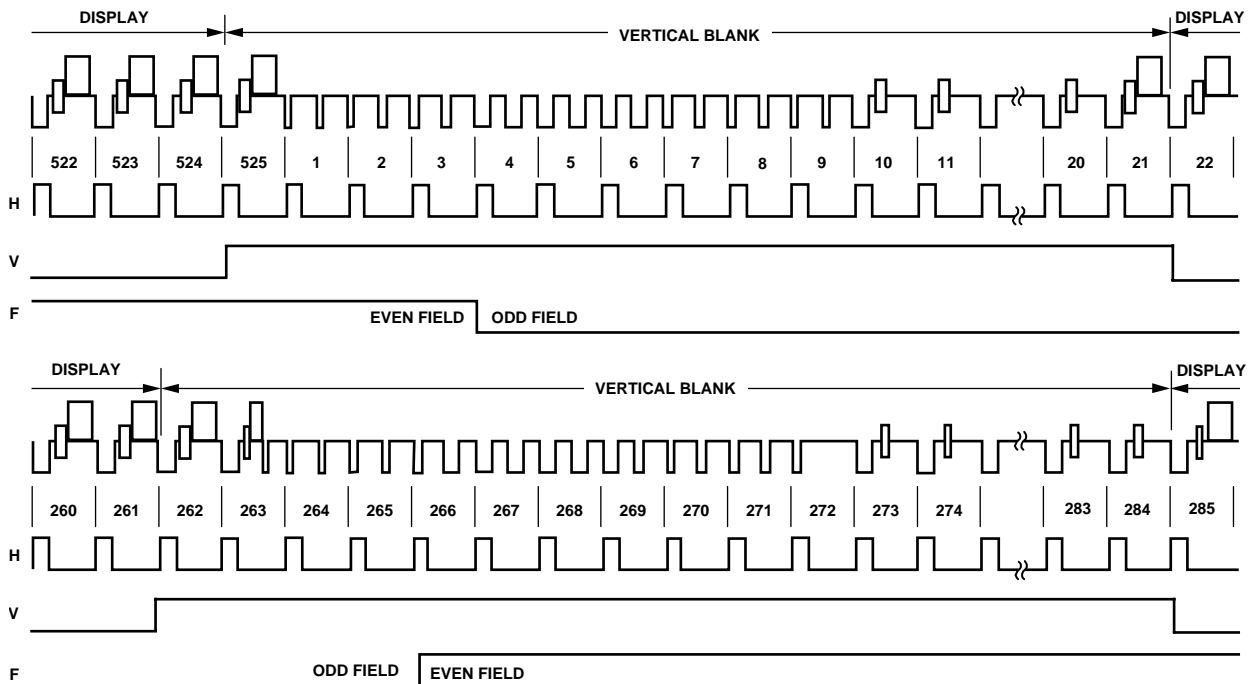 DISPLAY VERTICAL BLANK DISPLAY
522 523 524 525 1 2 3 4 5 6 7 8 9 10 11 20 21 22
H
V
F
EVEN FIELD ODD FIELD
DISPLAY VERTICAL BLANK DISPLAY
260 261 262 263 264 265 266 267 268 269 270 271 272 273 274 283 284 285
H
V
F
ODD FIELD EVEN FIELD